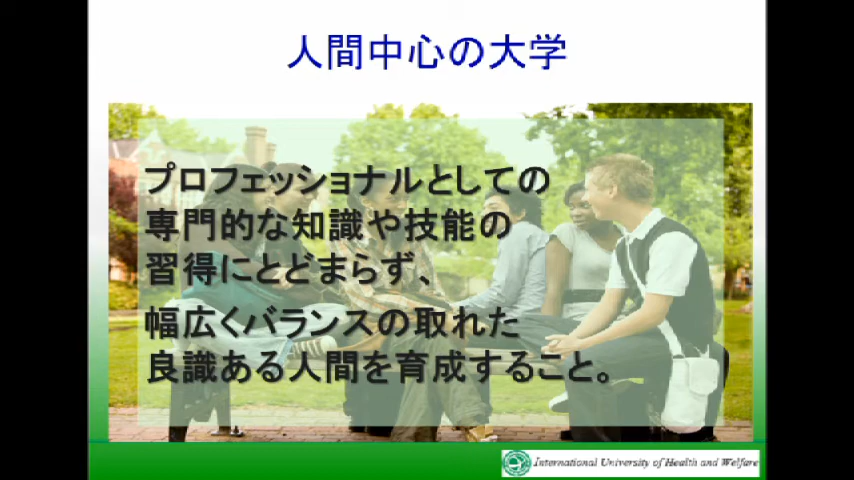 人間中心の大学
プロフェッショナルとしての
専門的な知識や技能の
習得にとどまらず、
幅広くバランスの取れた
良識ある人間を育成すること。
International University of Health and Welfare